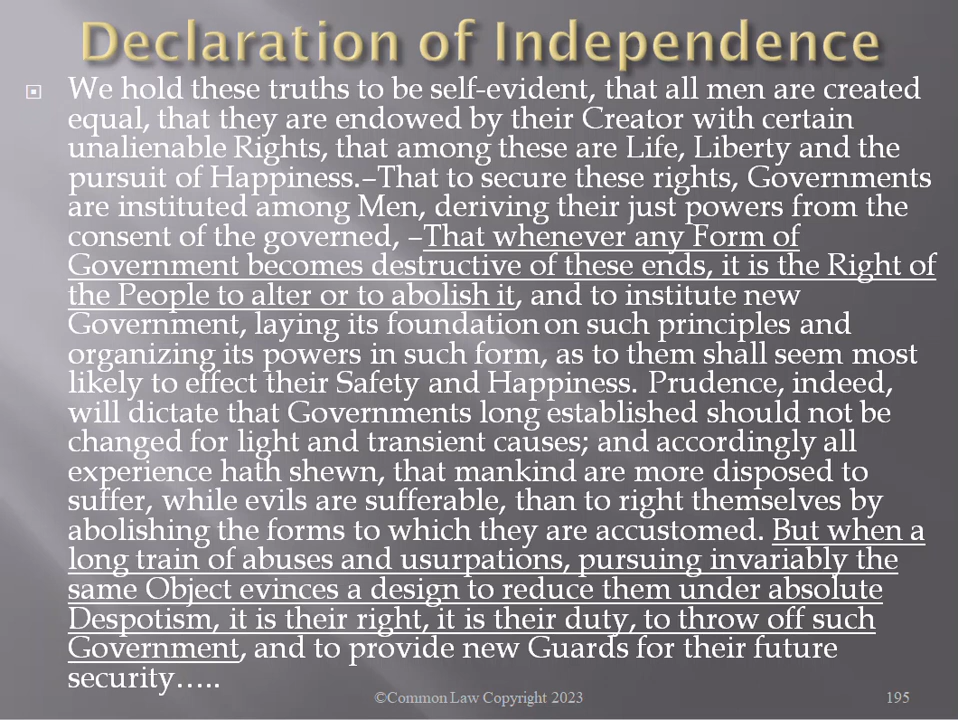 Declaration of Independence
We hold these truths to be self-evident, that all men are created
equal, that they are endowed by their Creator with certain
unalienable Rights, that among these are Life, Liberty and the
pursuit of Happiness.–That to secure these rights, Governments
are instituted among Men, deriving their just powers from the
consent of the governed, –That whenever any Form of
Government becomes destructive of these ends, it is the Right of
the People to alter or to abolish it, and to institute new
Government, laying its foundation on such principles and
organizing its powers in such form, as to them shall seem most
likely to effect their Safety and Happiness. Prudence, indeed,
will dictate that Governments long established should not be
changed for light and transient causes; and accordingly all
experience hath shewn, that mankind are more disposed to
suffer, while evils are sufferable, than to right themselves by
abolishing the forms to which they are accustomed. But when a
long train of abuses and usurpations, pursuing invariably the
same Object evinces a design to reduce them under absolute
Despotism, it is their right, it is their duty, to throw off such
Government, and to provide new Guards for their future
security…..
©Common Law Copyright 2023
195